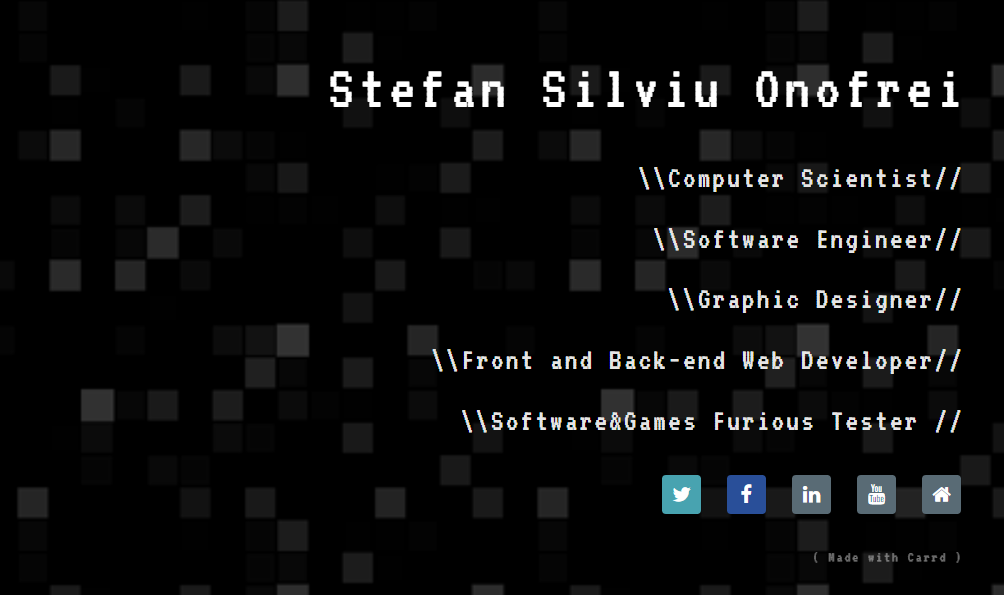 Stefan Silviu Onofrei
\\Computer Scientist//
\\Software Engineer//
\\Graphic Designer//
\\Front and Back-end Web Developer//
\\Software&Games Furious Tester //
You Tube
( Made with Carrd )